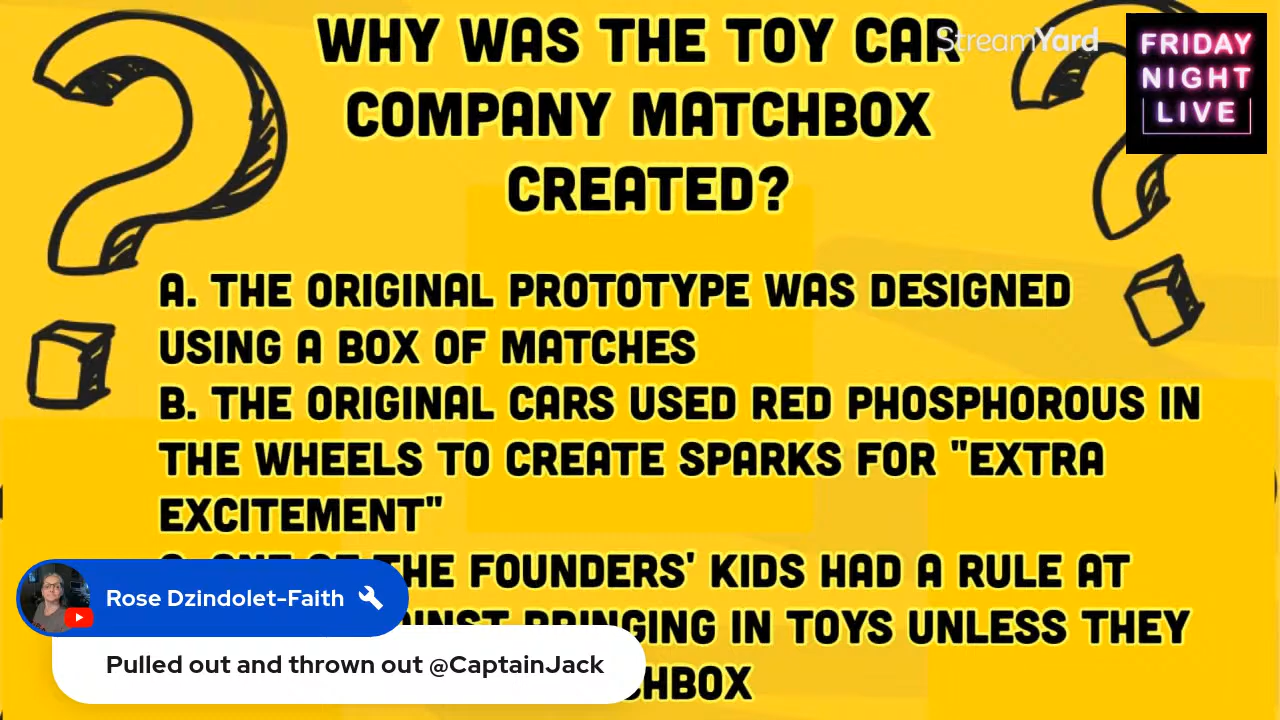 WHY WAS THE TOY CAR
COMPANY MATCHBOX
CREATED?
StreamYard
FRIDAY
NIGHT
LIVE
A. THE ORIGINAL PROTOTYPE WAS DESIGNED
USING A BOX OF MATCHES
B. THE ORIGINAL CARS USED RED PHOSPHOROUS IN
THE WHEELS TO CREATE SPARKS FOR "EXTRA
EXCITEMENT"
THE FOUNDERS' KIDS HAD A RULE AT
BRINGING IN TOYS UNLESS THEY
Rose Dzindolet-Faith
Pulled out and thrown out @CaptainJack